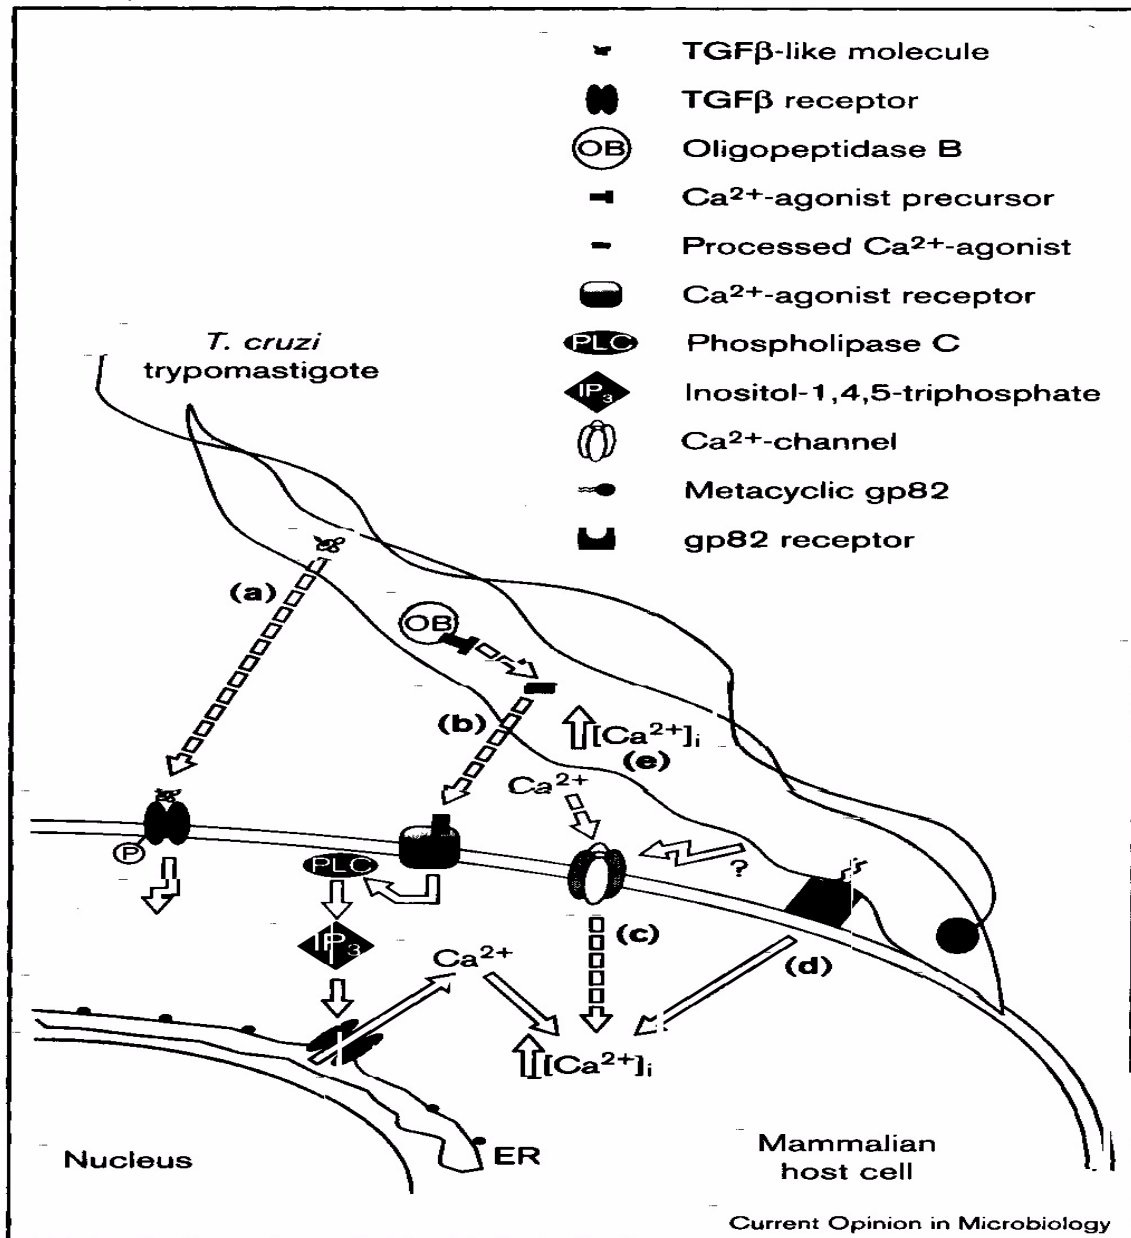 TGFβ-like molecule
TGFβ receptor
OB Oligopeptidase B
Ca²⁺-agonist precursor
Processed Ca²⁺-agonist
Ca²⁺-agonist receptor
PLC Phospholipase C
IP₃ Inositol-1,4,5-triphosphate
Ca²⁺-channel
Metacyclic gp82
gp82 receptor
T. cruzi
trypomastigote
(a)
OB
(b)
[Ca²⁺]ᵢ
(e)
Ca²⁺
P
PLC
?
IP₃
Ca²⁺
(c)
(d)
[Ca²⁺]ᵢ
Nucleus
ER
Mammalian
host cell
Current Opinion in Microbiology